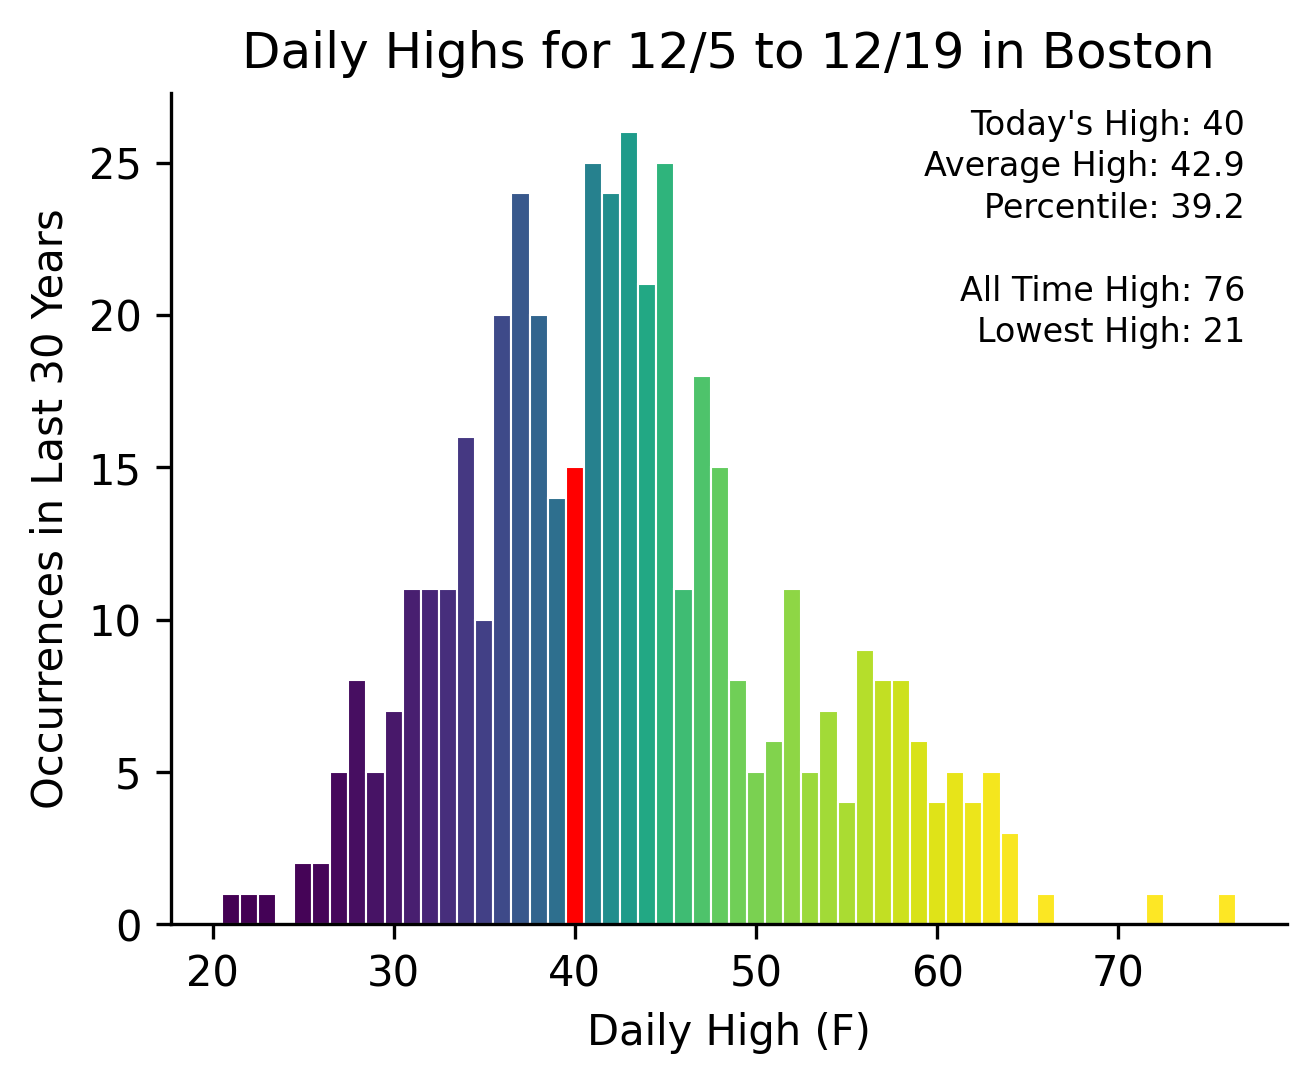 Daily Highs for 12/5 to 12/19 in Boston
Today's High: 40
Average High: 42.9
Percentile: 39.2
All Time High: 76
Lowest High: 21
Occurrences in Last 30 Years
25
20
15
10
5
0
20 30 40 50 60 70
Daily High (F)